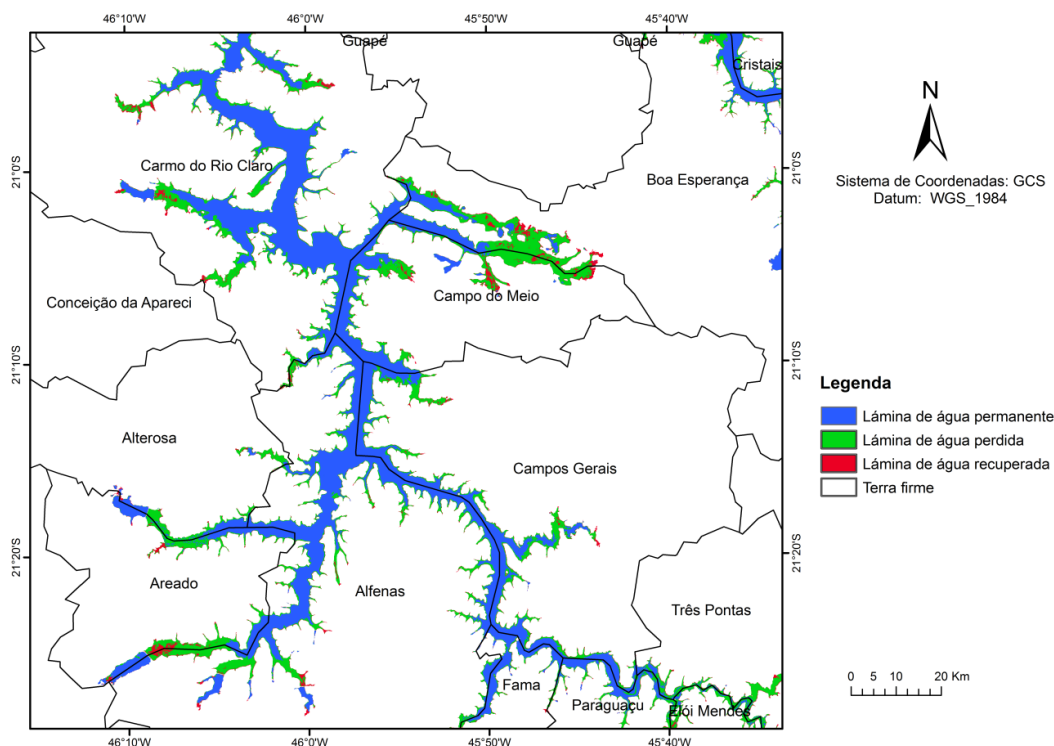 46°10'W
46°0'W
45°50'W
45°40'W
Guapé
Guapé
Cristais
N
21°0'S
21°0'S
Carmo do Rio Claro
Boa Esperança
Sistema de Coordenadas: GCS
Datum: WGS_1984
Conceição da Apareci
Campo do Meio
21°10'S
21°10'S
Legenda
Lámina de água permanente
Lámina de água perdida
Lámina de água recuperada
Terra firme
Alterosa
Campos Gerais
21°20'S
21°20'S
Areado
Alfenas
Três Pontas
Fama
Paraguaçu
Elói Mendes
0 5 10 20 Km
46°10'W
46°0'W
45°50'W
45°40'W